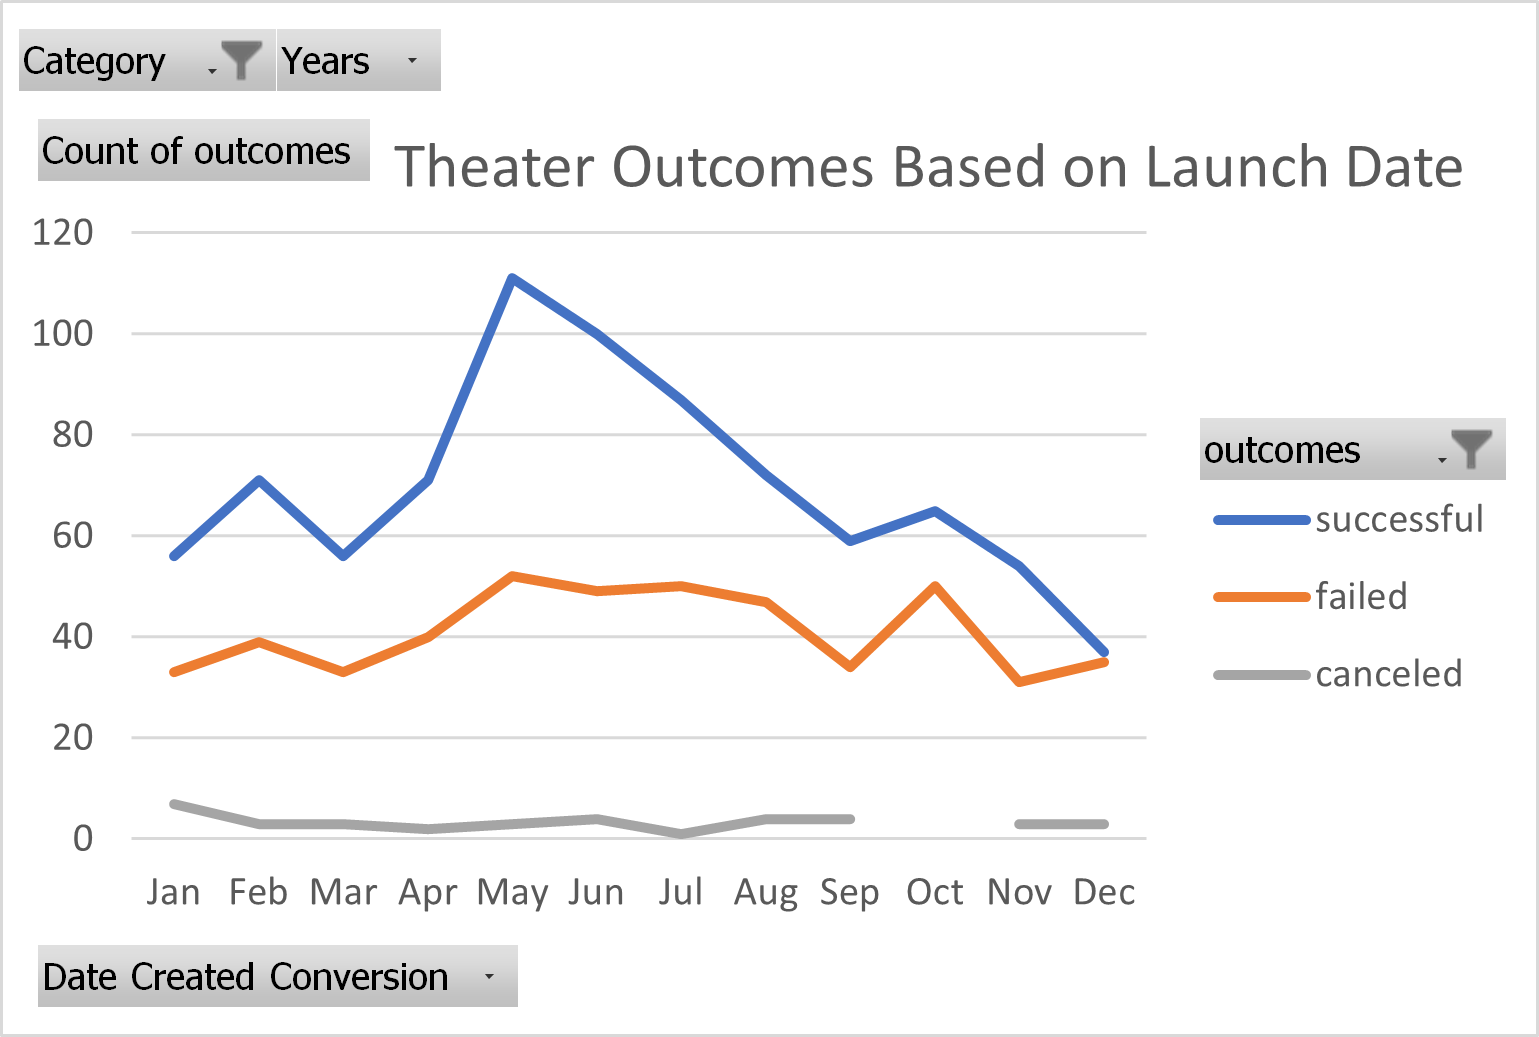 Category Years
Count of outcomes
Theater Outcomes Based on Launch Date
120
100
80
60
40
20
0
Jan Feb Mar Apr May Jun Jul Aug Sep Oct Nov Dec
outcomes
successful
failed
canceled
Date Created Conversion